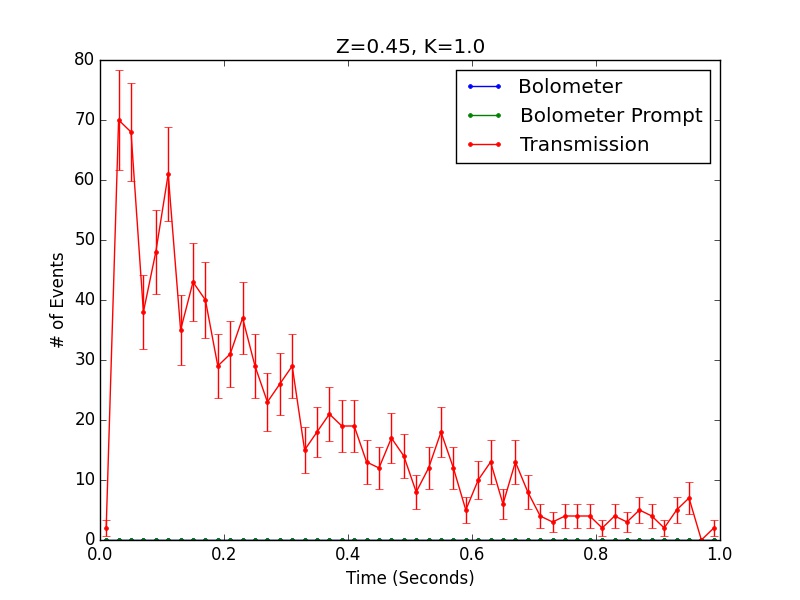 Z=0.45, K=1.0
80
70
60
50
40
30
20
10
0
# of Events
Bolometer
Bolometer Prompt
Transmission
0.0 0.2 0.4 0.6 0.8 1.0
Time (Seconds)